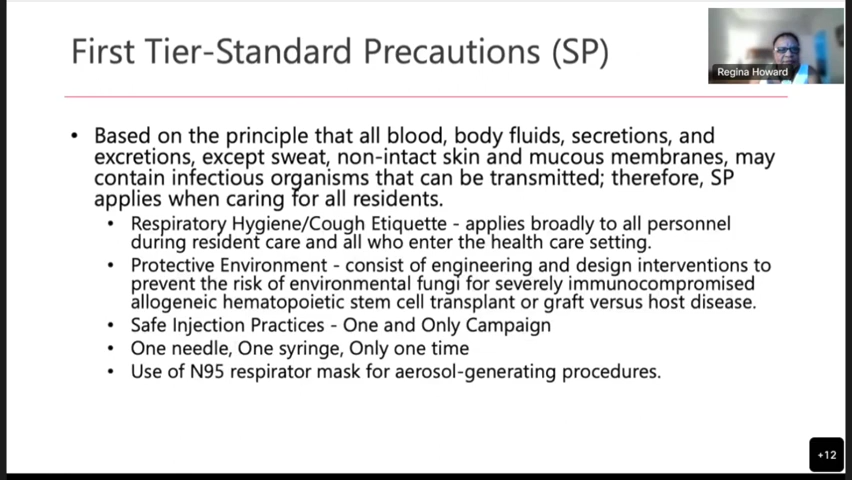 First Tier-Standard Precautions (SP)
Regina Howard
• Based on the principle that all blood, body fluids, secretions, and
excretions, except sweat, non-intact skin and mucous membranes, may
contain infectious organisms that can be transmitted; therefore, SP
applies when caring for all residents.
• Respiratory Hygiene/Cough Etiquette - applies broadly to all personnel
during resident care and all who enter the health care setting.
• Protective Environment - consist of engineering and design interventions to
prevent the risk of environmental fungi for severely immunocompromised
allogeneic hematopoietic stem cell transplant or graft versus host disease.
• Safe Injection Practices - One and Only Campaign
• One needle, One syringe, Only one time
• Use of N95 respirator mask for aerosol-generating procedures.
+12